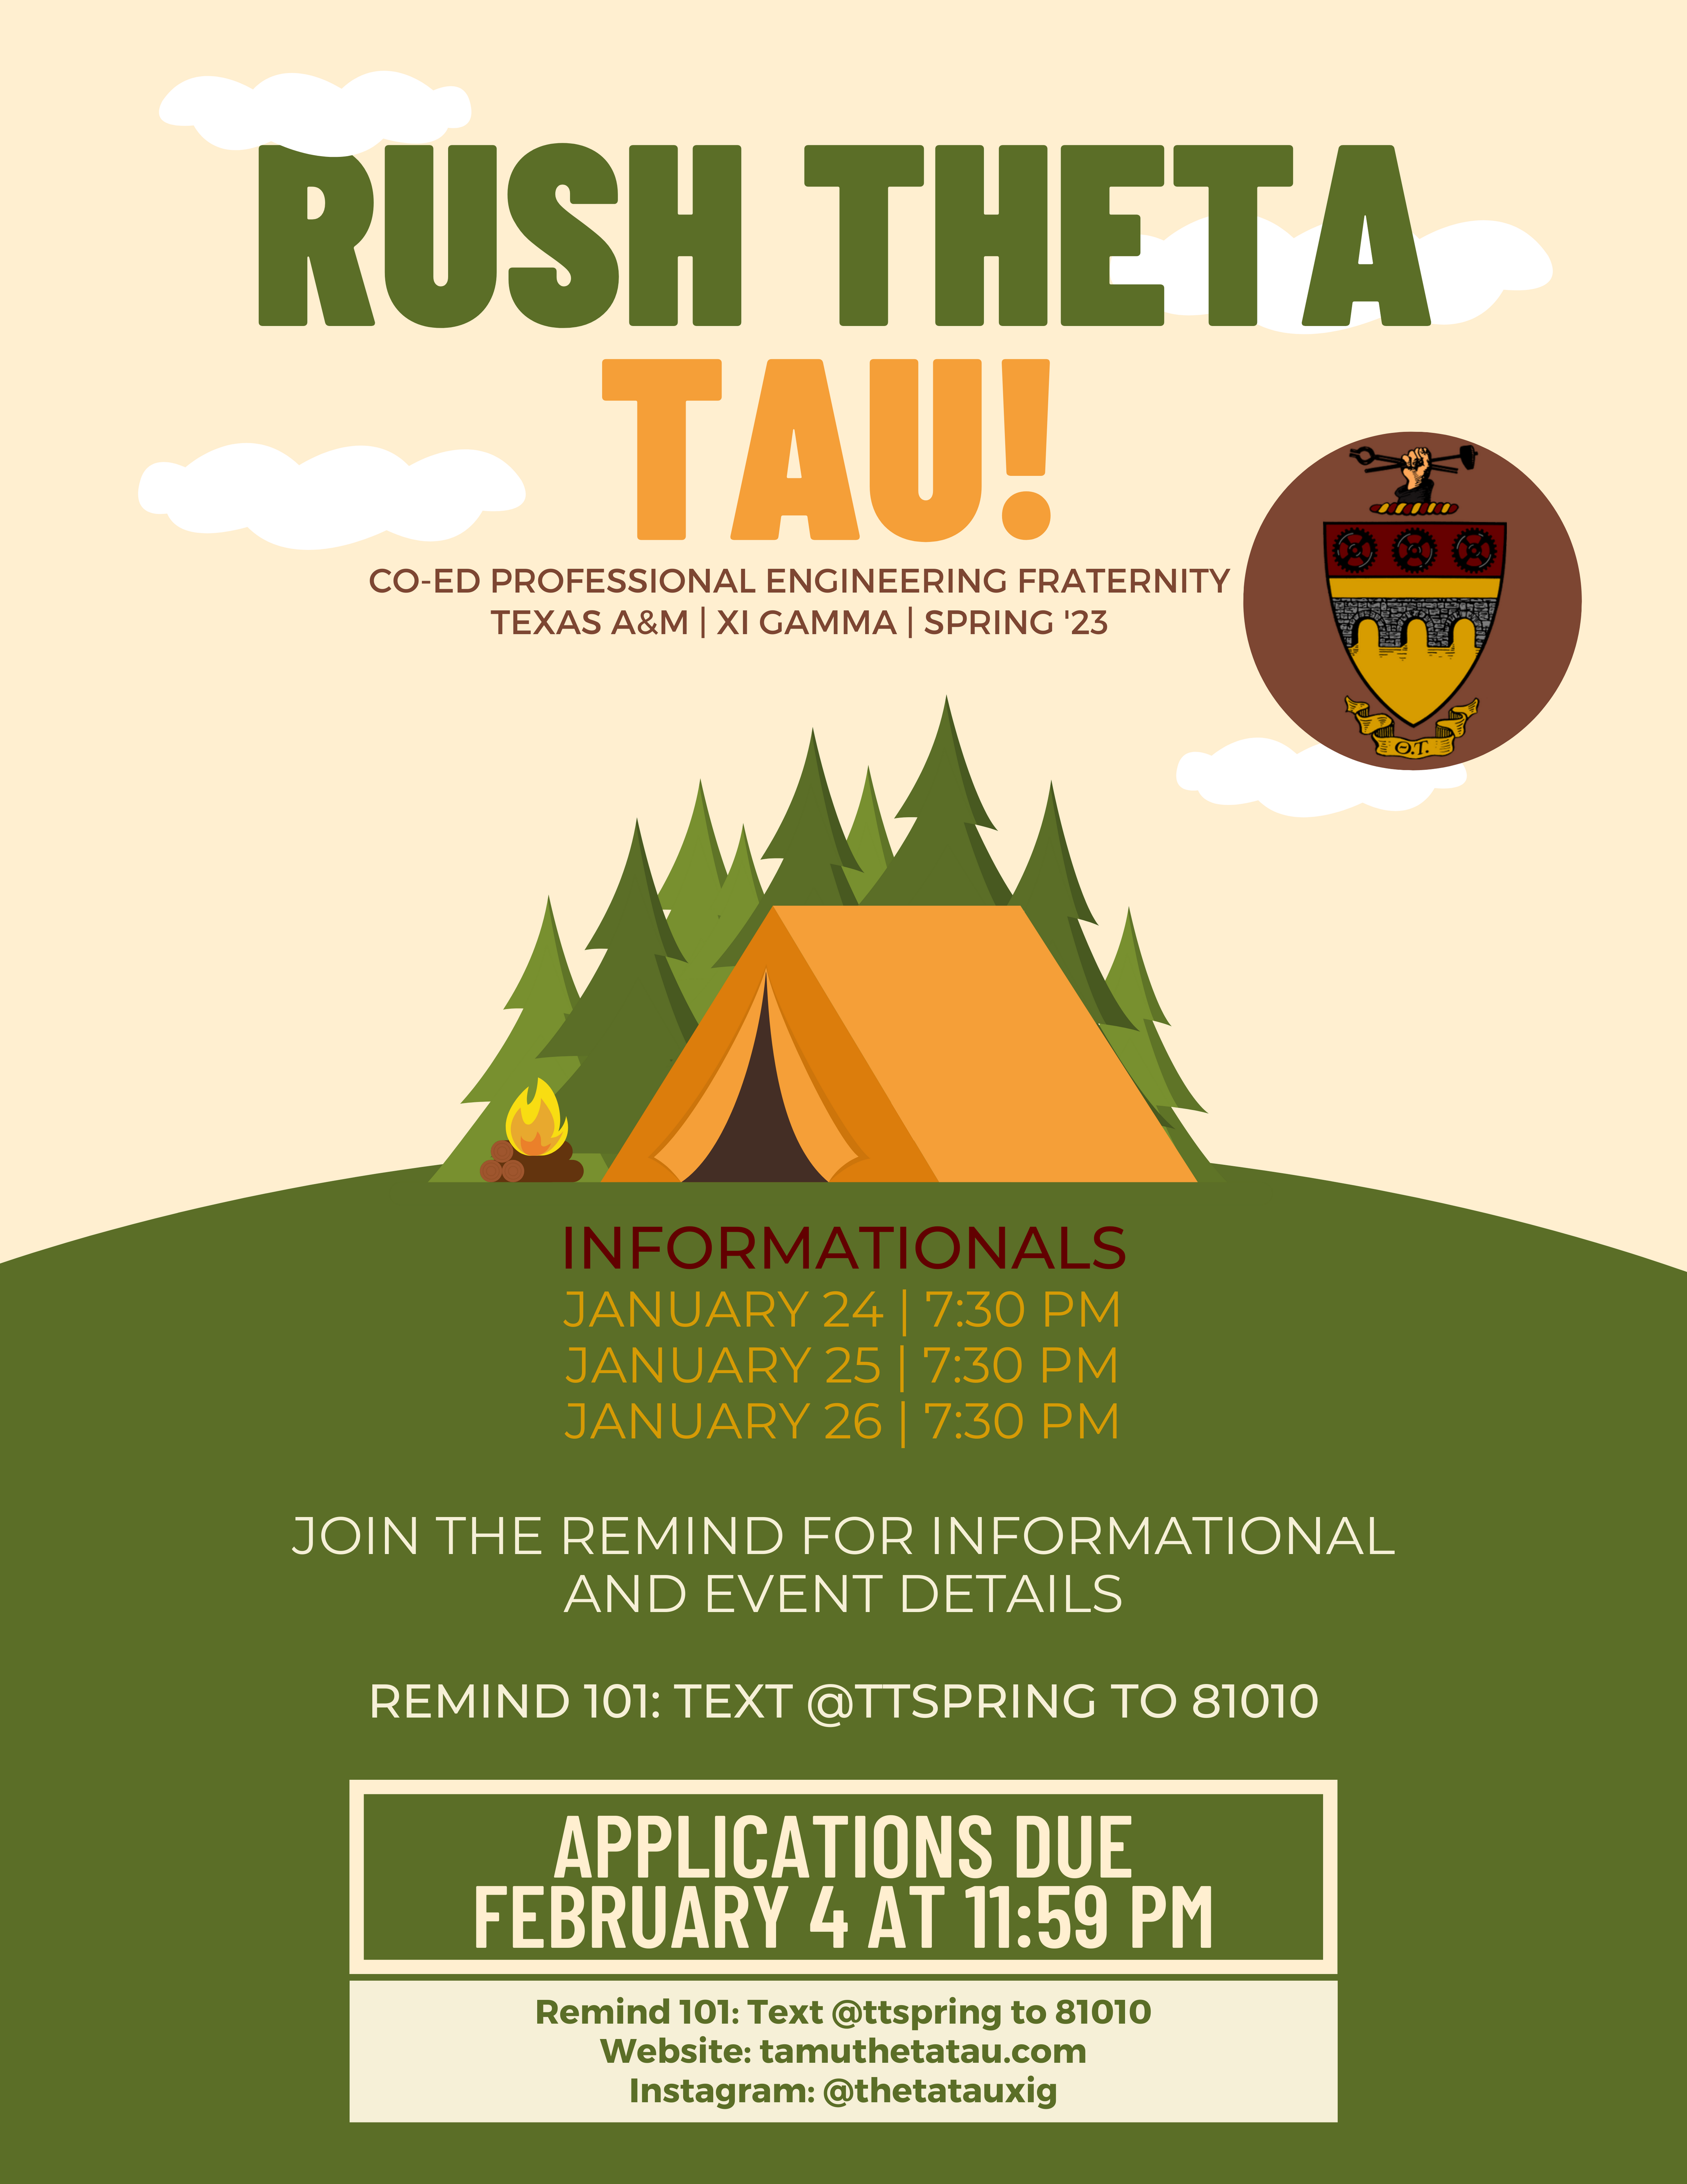 RUSH THETA
TAU!
CO-ED PROFESSIONAL ENGINEERING FRATERNITY
TEXAS A&M | XI GAMMA | SPRING '23
Θ.T.
INFORMATIONALS
JANUARY 24 | 7:30 PM
JANUARY 25 | 7:30 PM
JANUARY 26 | 7:30 PM
JOIN THE REMIND FOR INFORMATIONAL
AND EVENT DETAILS
REMIND 101: TEXT @TTSPRING TO 81010
APPLICATIONS DUE
FEBRUARY 4 AT 11:59 PM
Remind 101: Text @ttspring to 81010
Website: tamuthetatau.com
Instagram: @thetatauxig